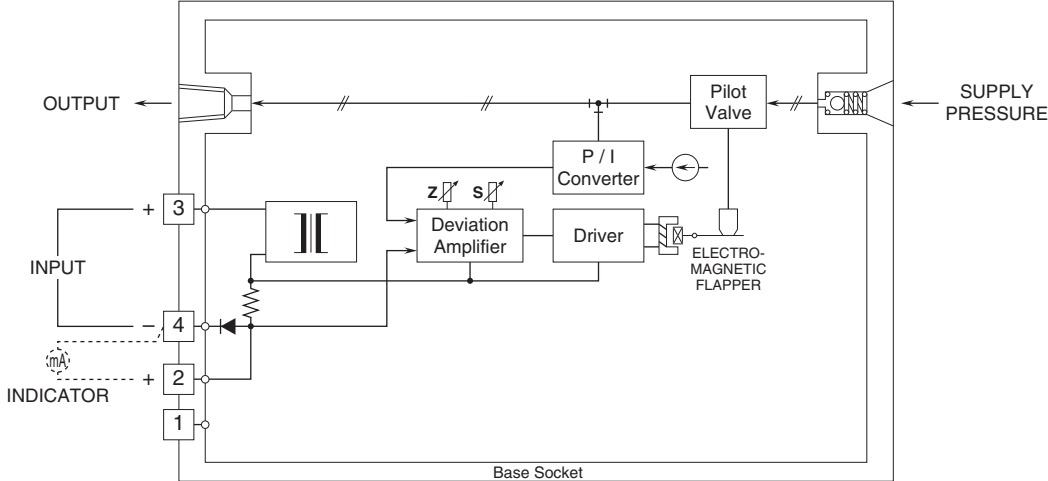 OUTPUT
Pilot
Valve
SUPPLY
PRESSURE
P / I
Converter
Z
S
+ 3
Deviation
Amplifier
Driver
INPUT
ELECTRO-
MAGNETIC
FLAPPER
– 4
mA
+ 2
INDICATOR
1
Base Socket